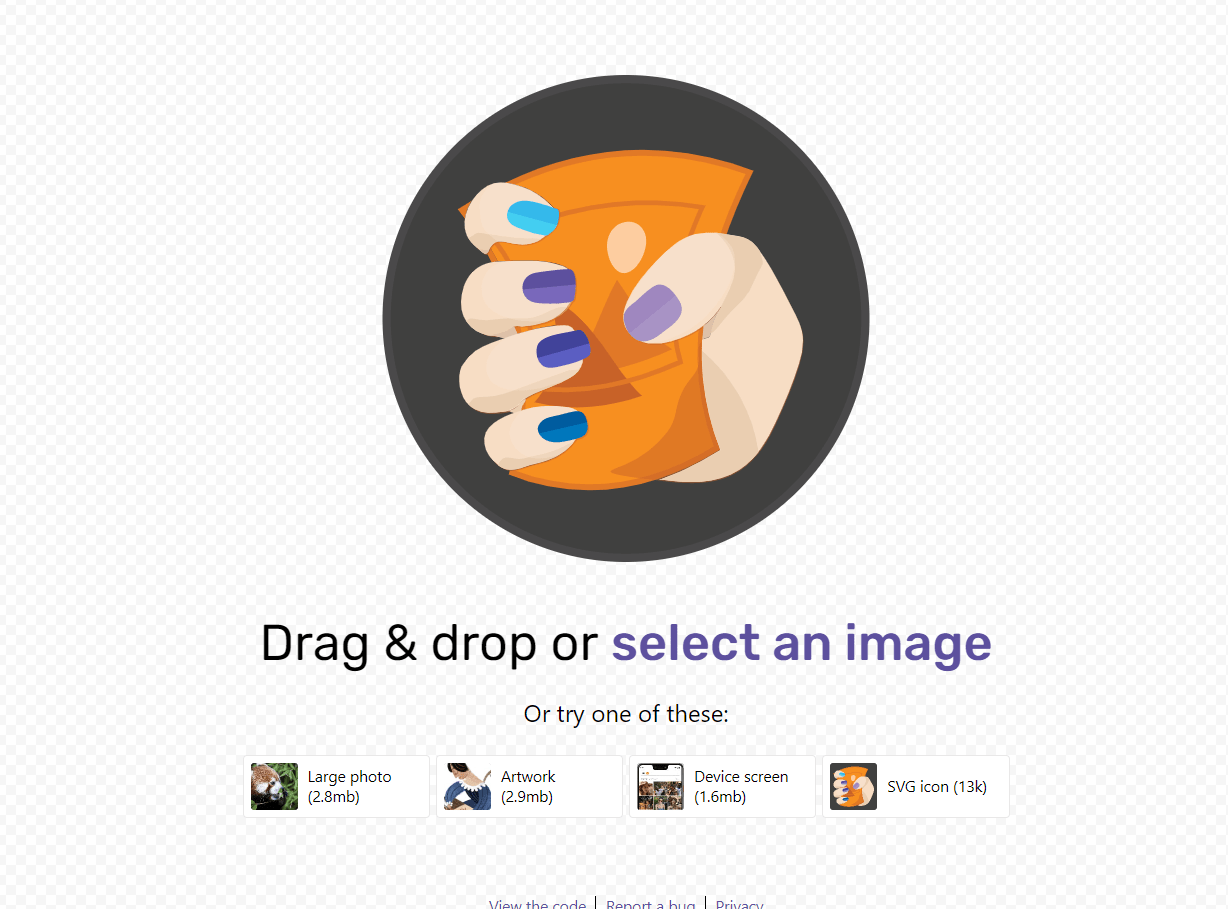 Drag & drop or select an image
Or try one of these:
Large photo
(2.8mb)
Artwork
(2.9mb)
Device screen
(1.6mb)
SVG icon (13k)
View the code | Report a bug | Privacy